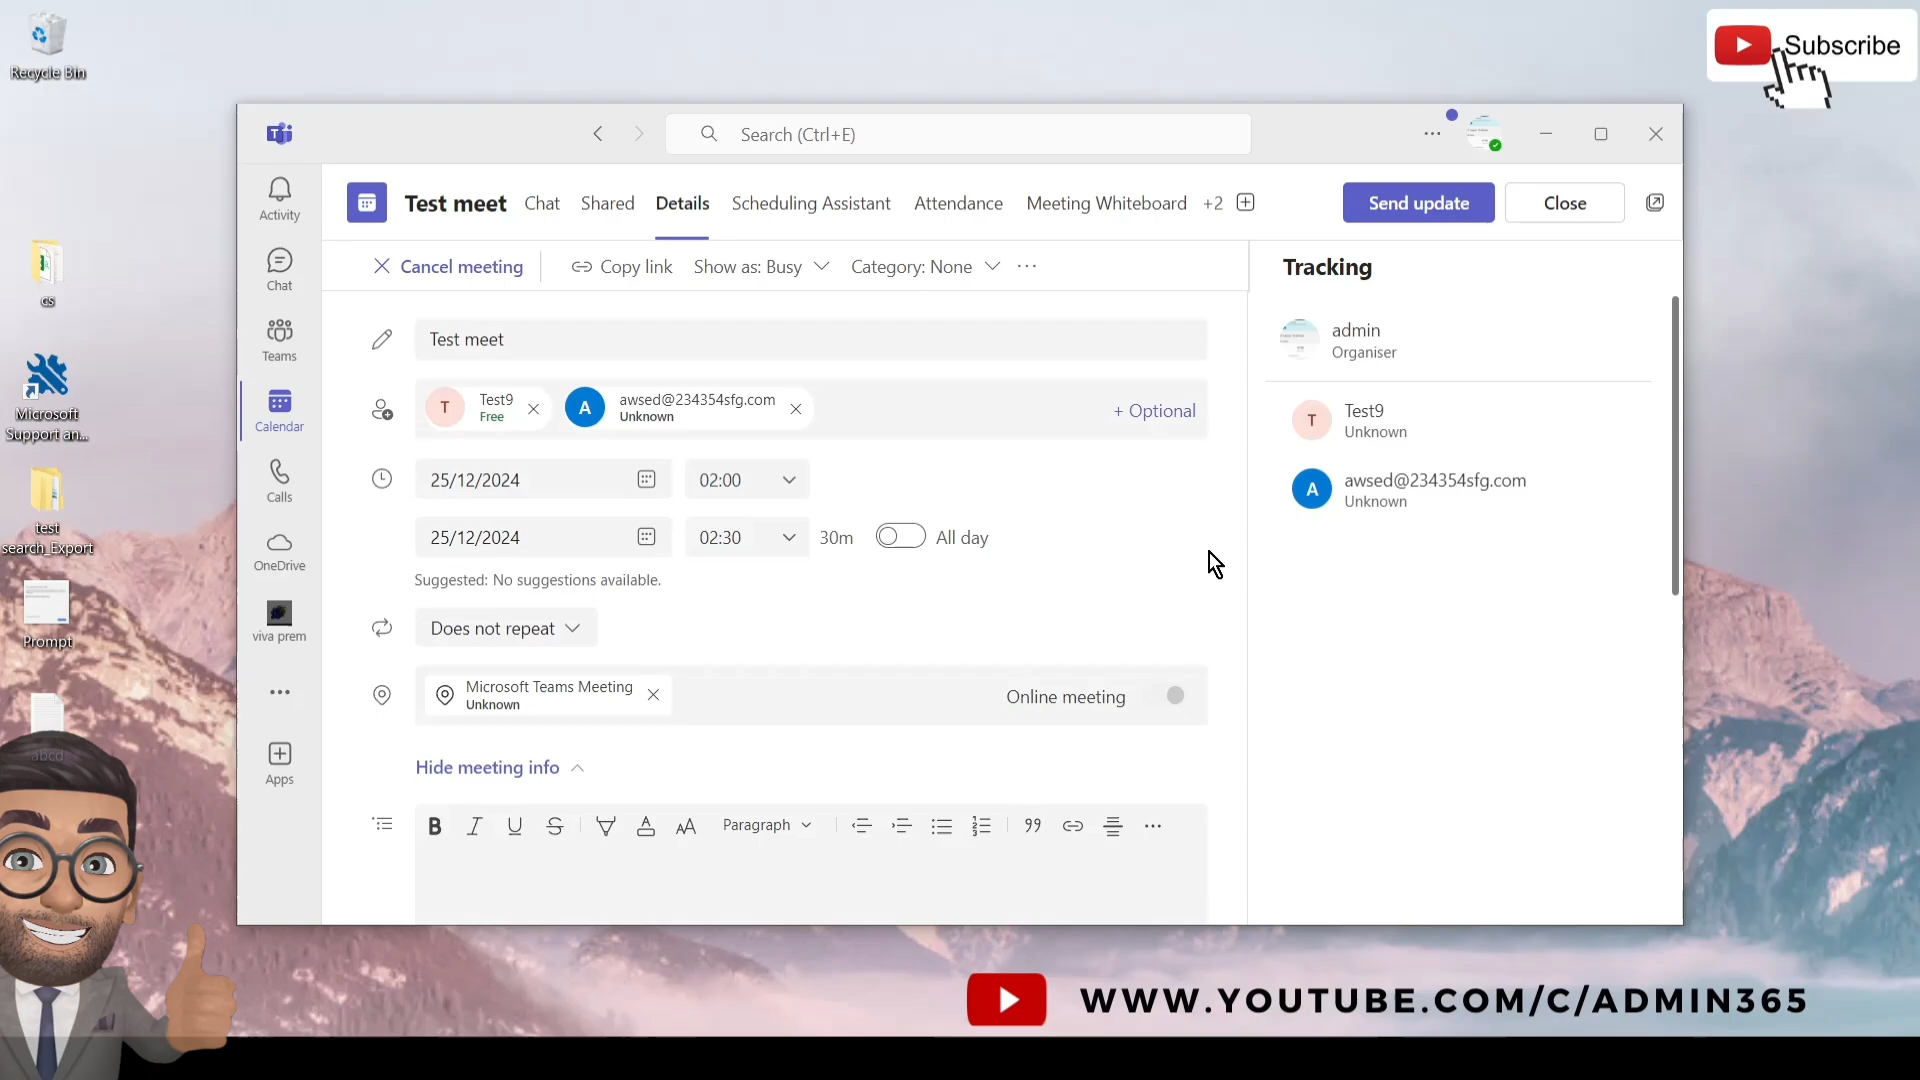 Recycle Bin
Subscribe
Search (Ctrl+E)
Test meet Chat Shared Details Scheduling Assistant Attendance Meeting Whiteboard +2
Send update Close
Activity
Chat
Teams
Calendar
Calls
OneDrive
viva prem
Apps
cs
Microsoft
Support an...
test
search_Export
Prompt
abcd
Cancel meeting Copy link Show as: Busy Category: None ...
Test meet
T Test9
Free
A awsed@234354sfg.com
Unknown
+ Optional
25/12/2024 02:00
25/12/2024 02:30 30m All day
Suggested: No suggestions available.
Does not repeat
Microsoft Teams Meeting
Unknown
Online meeting
Hide meeting info
Paragraph
Tracking
admin
Organiser
T Test9
Unknown
A awsed@234354sfg.com
Unknown
WWW.YOUTUBE.COM/C/ADMIN365